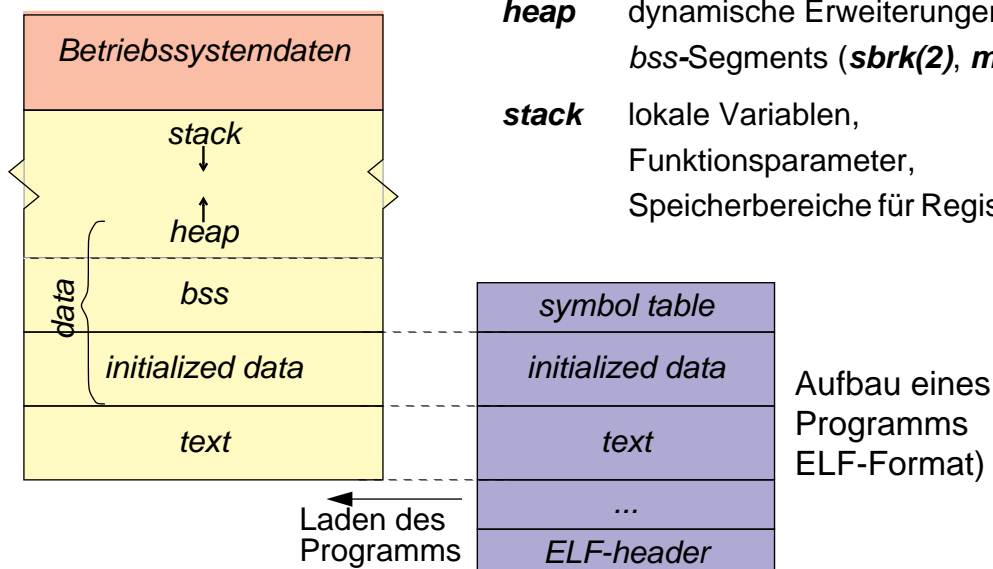 heap dynamische Erweiterungen
bss-Segments (sbrk(2),
stack lokale Variablen,
Funktionsparameter,
Speicherbereiche für
Betriebssystemdaten
stack
heap
data
bss
initialized data
text
symbol table
initialized data
text
...
ELF-header
Aufbau eines
Programms
ELF-Format)
Laden des
Programms